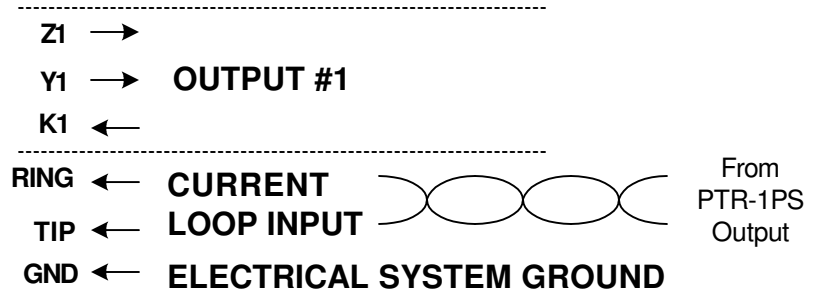 Z1
Y1 OUTPUT #1
K1
RING CURRENT
TIP LOOP INPUT
From
PTR-1PS
Output
GND ELECTRICAL SYSTEM GROUND